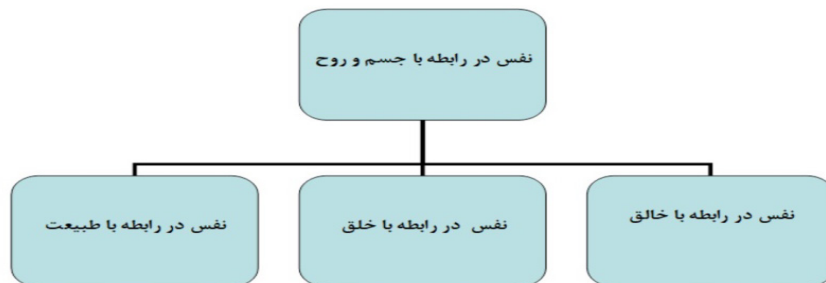 نفس در رابطه با جسم و روح
نفس در رابطه با خالق
نفس در رابطه با خلق
نفس در رابطه با طبیعت